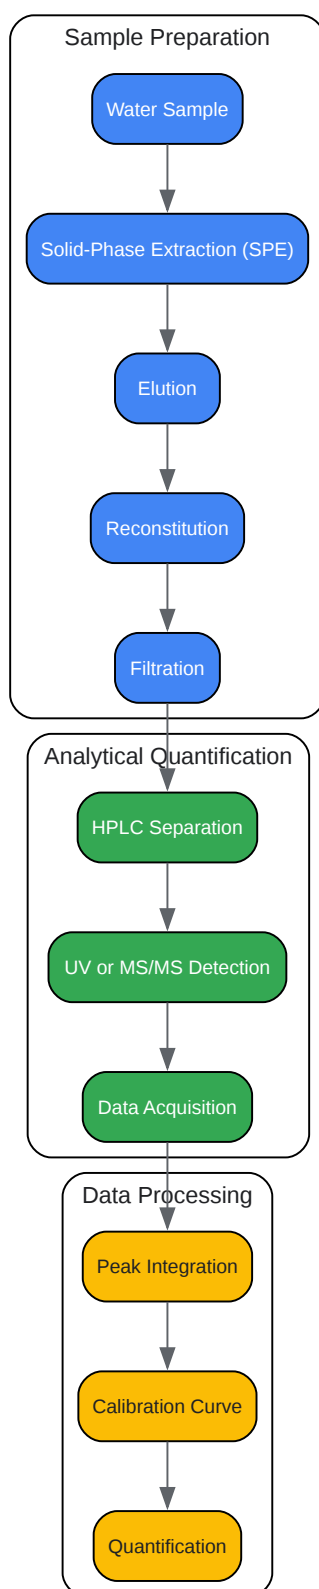 Sample Preparation
Water Sample
Solid-Phase Extraction (SPE)
Elution
Reconstitution
Filtration
Analytical Quantification
HPLC Separation
UV or MS/MS Detection
Data Acquisition
Data Processing
Peak Integration
Calibration Curve
Quantification